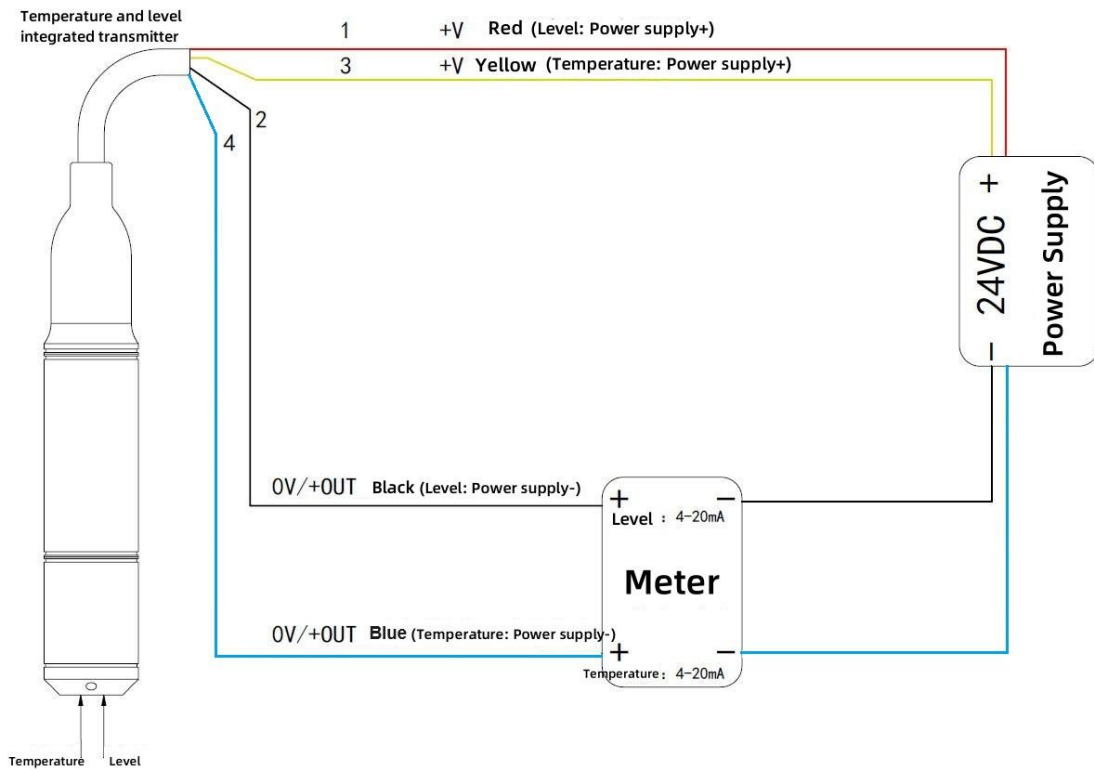 Temperature and level
integrated transmitter
1 +V Red (Level: Power supply+)
3 +V Yellow (Temperature: Power supply+)
2
4
+
24VDC
−
Power Supply
0V/+OUT Black (Level: Power supply-)
+ −
Level : 4-20mA
Meter
0V/+OUT Blue (Temperature: Power supply-)
+ −
Temperature: 4-20mA
Temperature Level